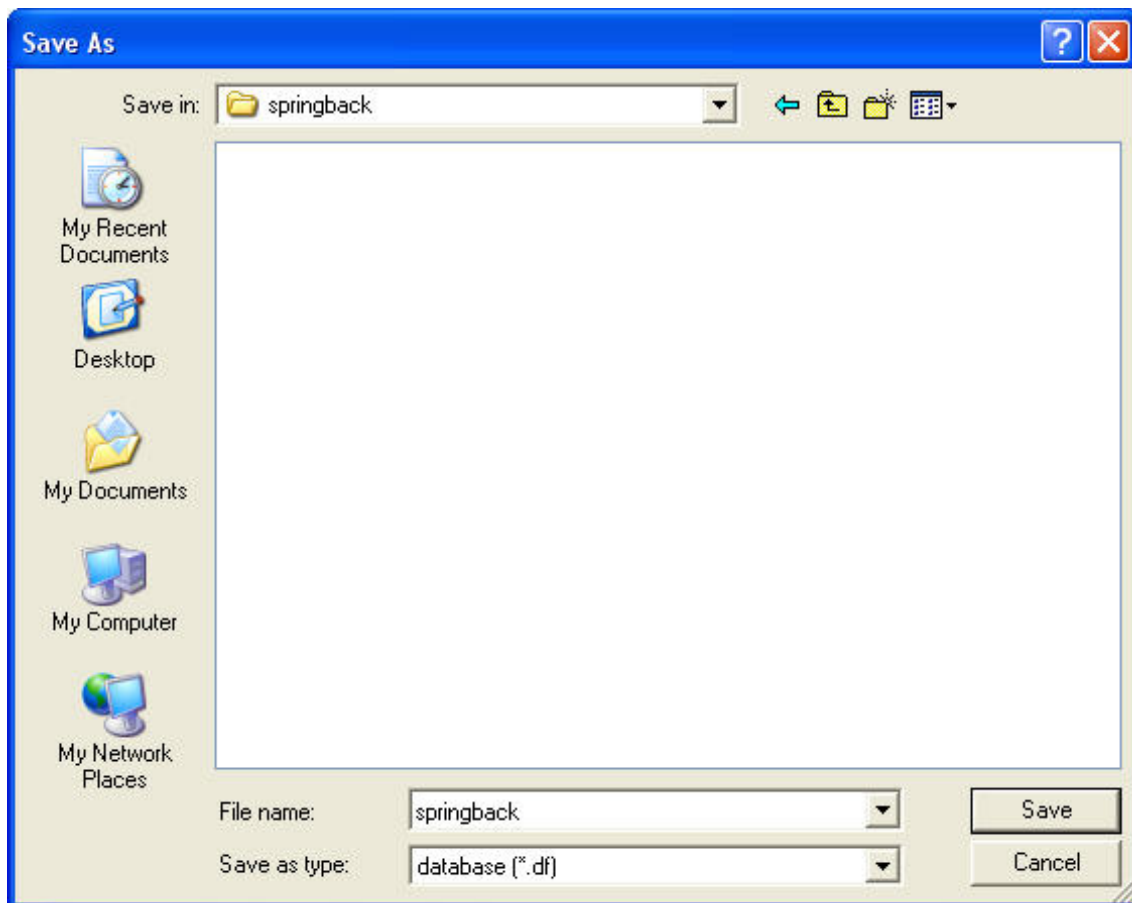 Save As
Save in:
springback
My Recent
Documents
Desktop
My Documents
My Computer
My Network
Places
File name:
springback
Save
Save as type:
database (*.df)
Cancel